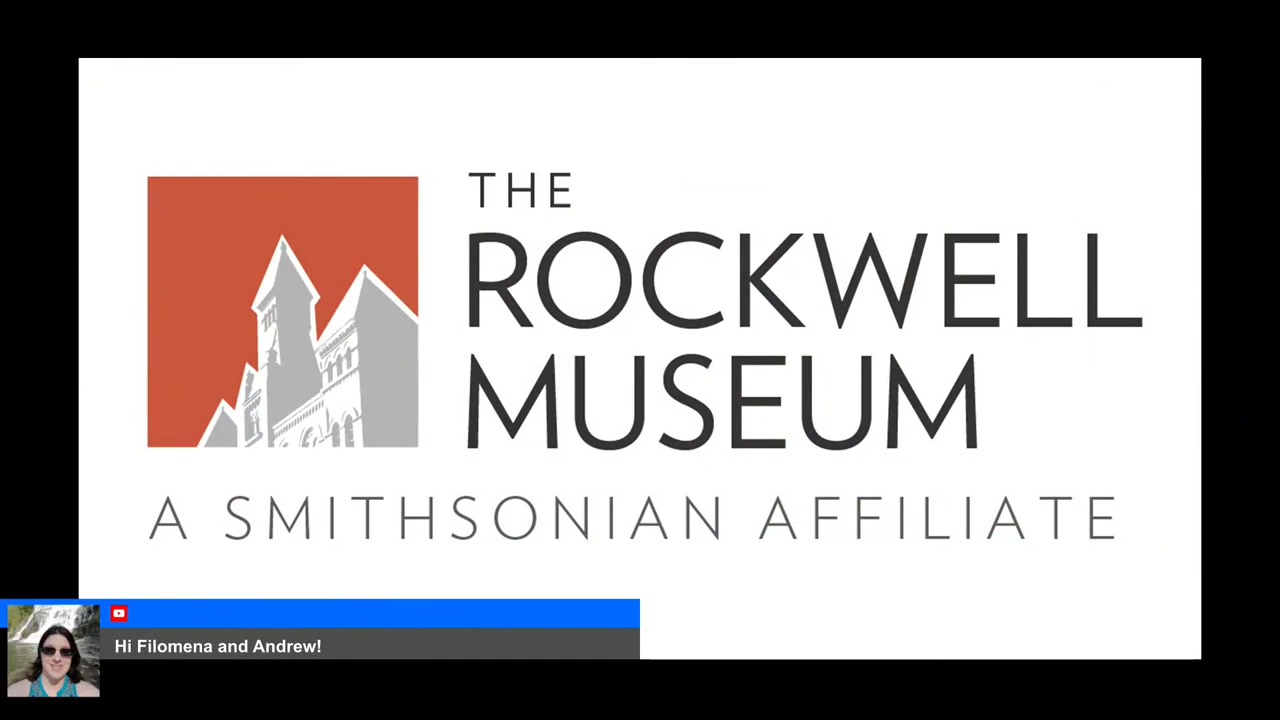 THE
ROCKWELL
MUSEUM
A SMITHSONIAN AFFILIATE
Hi Filomena and Andrew!